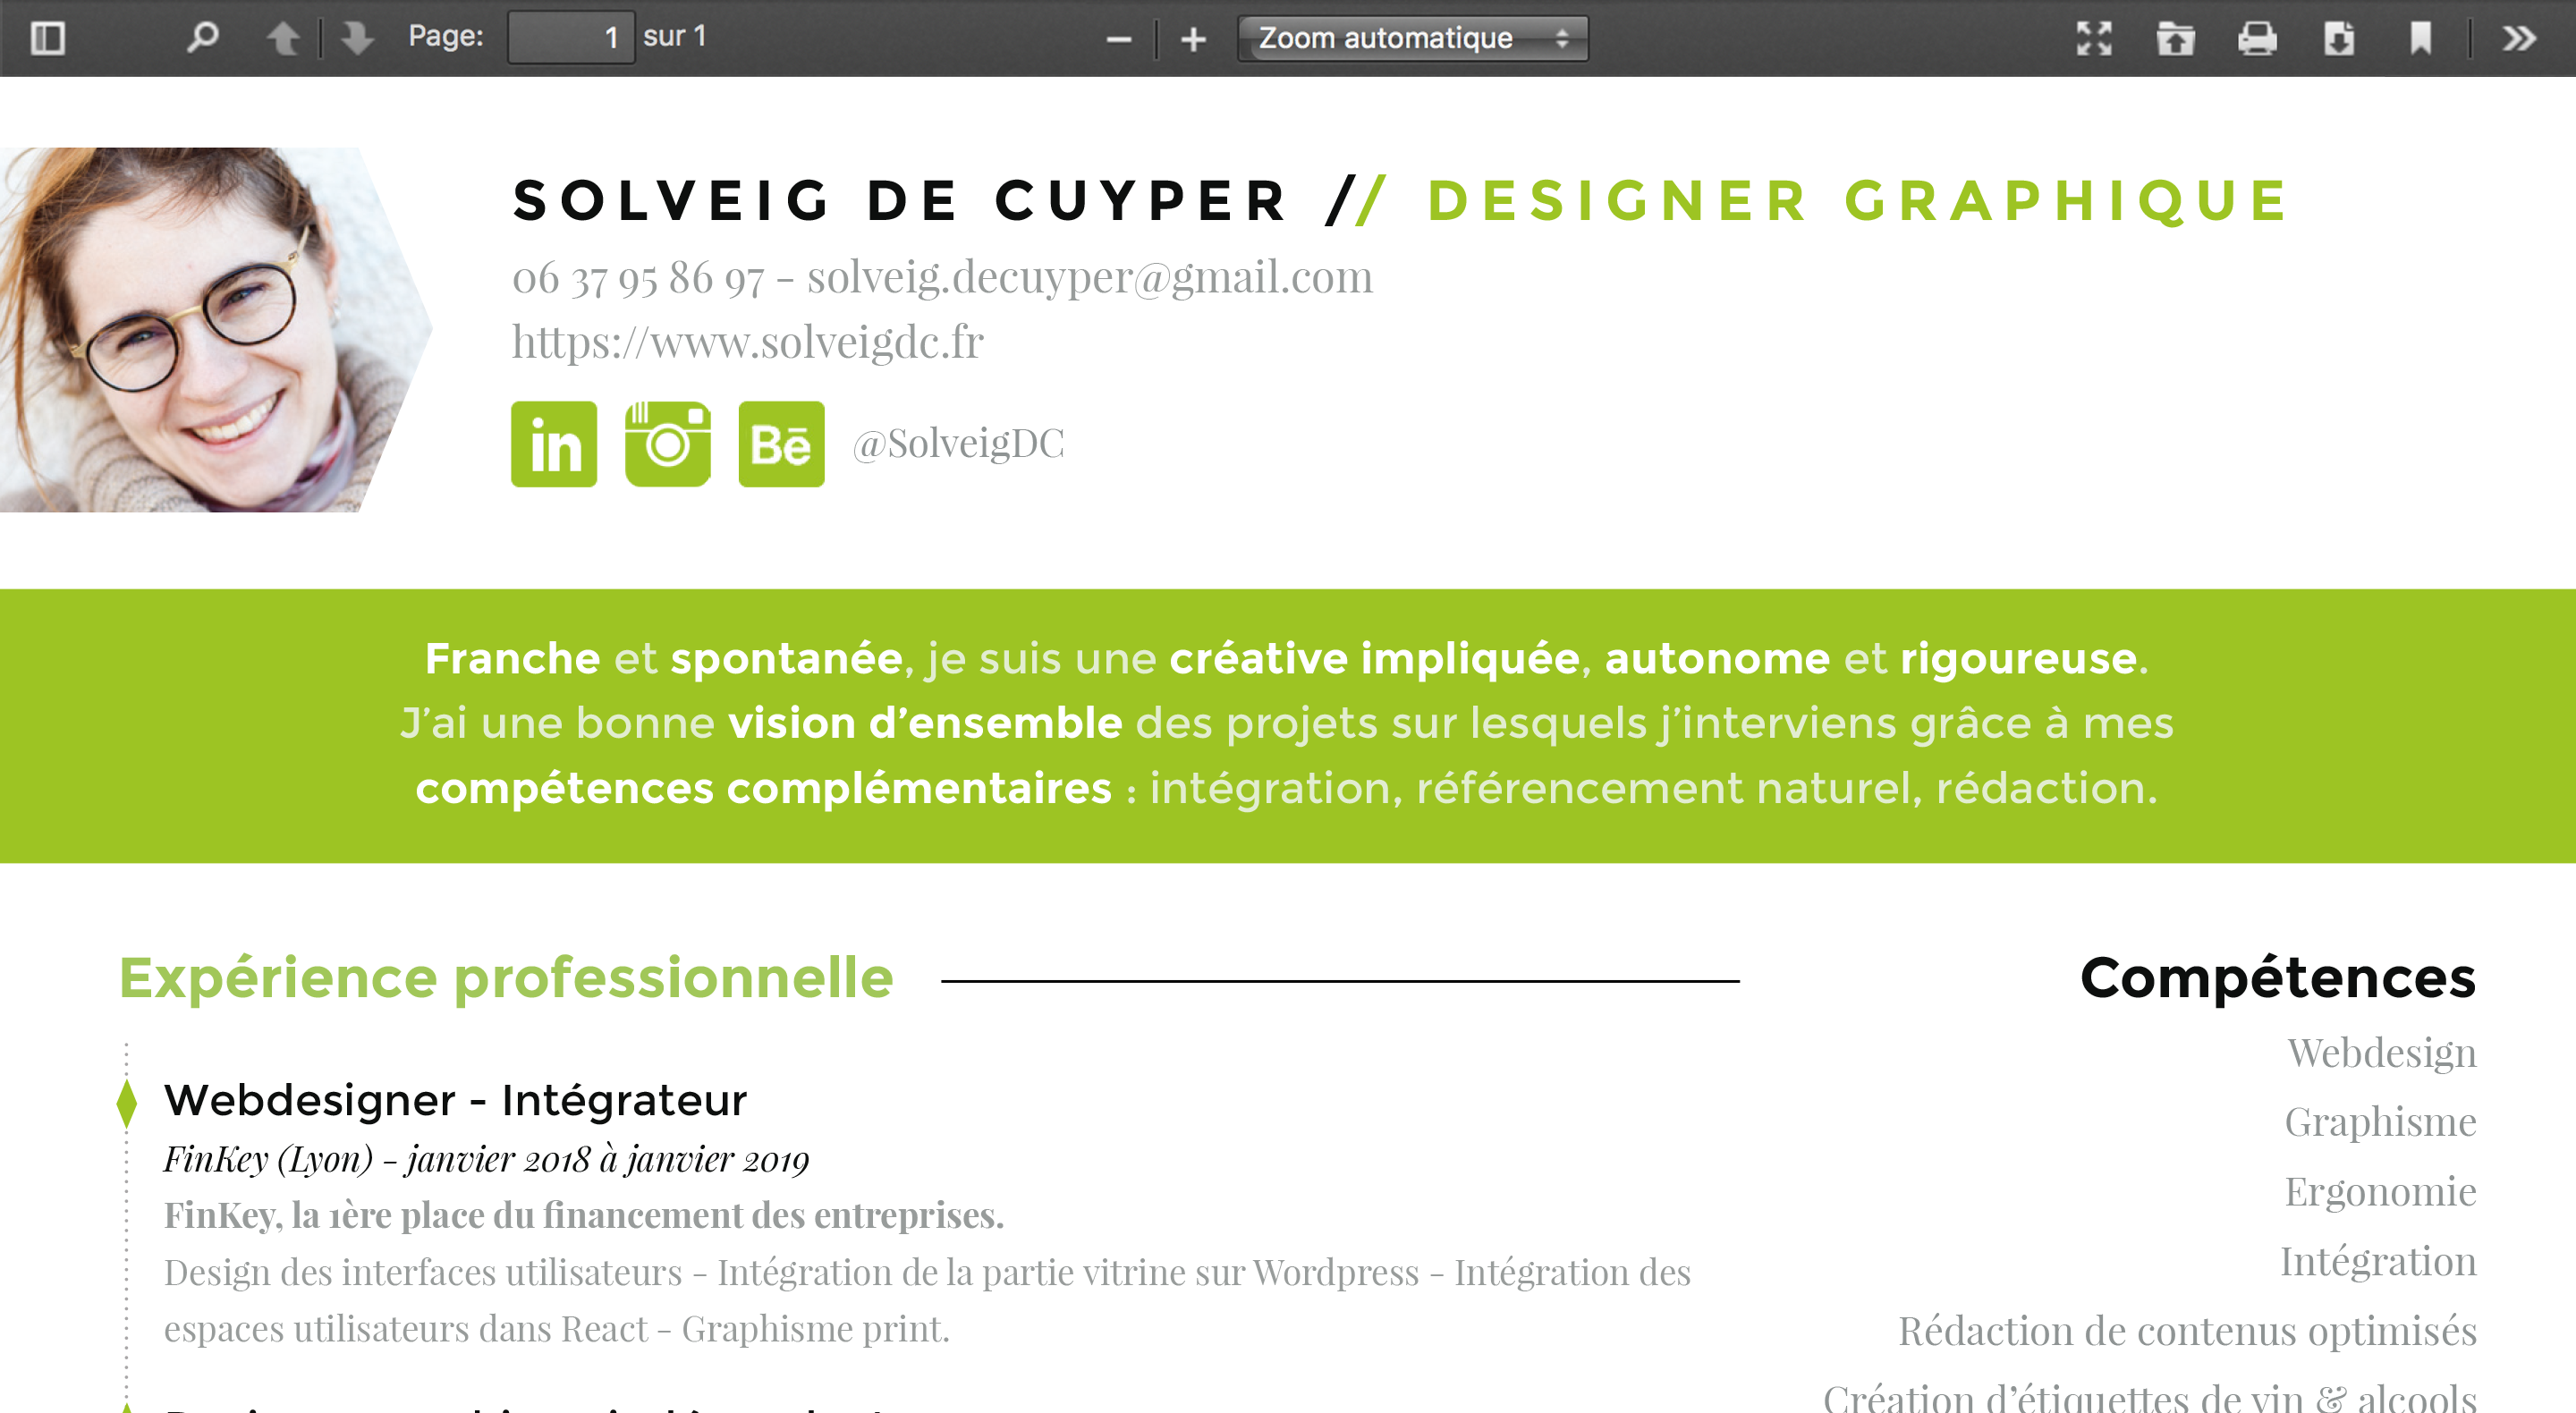 Page: 1 sur 1
Zoom automatique
SOLVEIG DE CUYPER // DESIGNER GRAPHIQUE
06 37 95 86 97 - solveig.decuyper@gmail.com
https://www.solveigdc.fr
in Bē @SolveigDC
Franche et spontanée, je suis une créative impliquée, autonome et rigoureuse.
J’ai une bonne vision d’ensemble des projets sur lesquels j’interviens grâce à mes
compétences complémentaires : intégration, référencement naturel, rédaction.
Expérience professionnelle
Webdesigner - Intégrateur
FinKey (Lyon) - janvier 2018 à janvier 2019
FinKey, la 1ère place du financement des entreprises.
Design des interfaces utilisateurs - Intégration de la partie vitrine sur Wordpress - Intégration des
espaces utilisateurs dans React - Graphisme print.
Compétences
Webdesign
Graphisme
Ergonomie
Intégration
Rédaction de contenus optimisés
Création d’étiquettes de vin & alcools